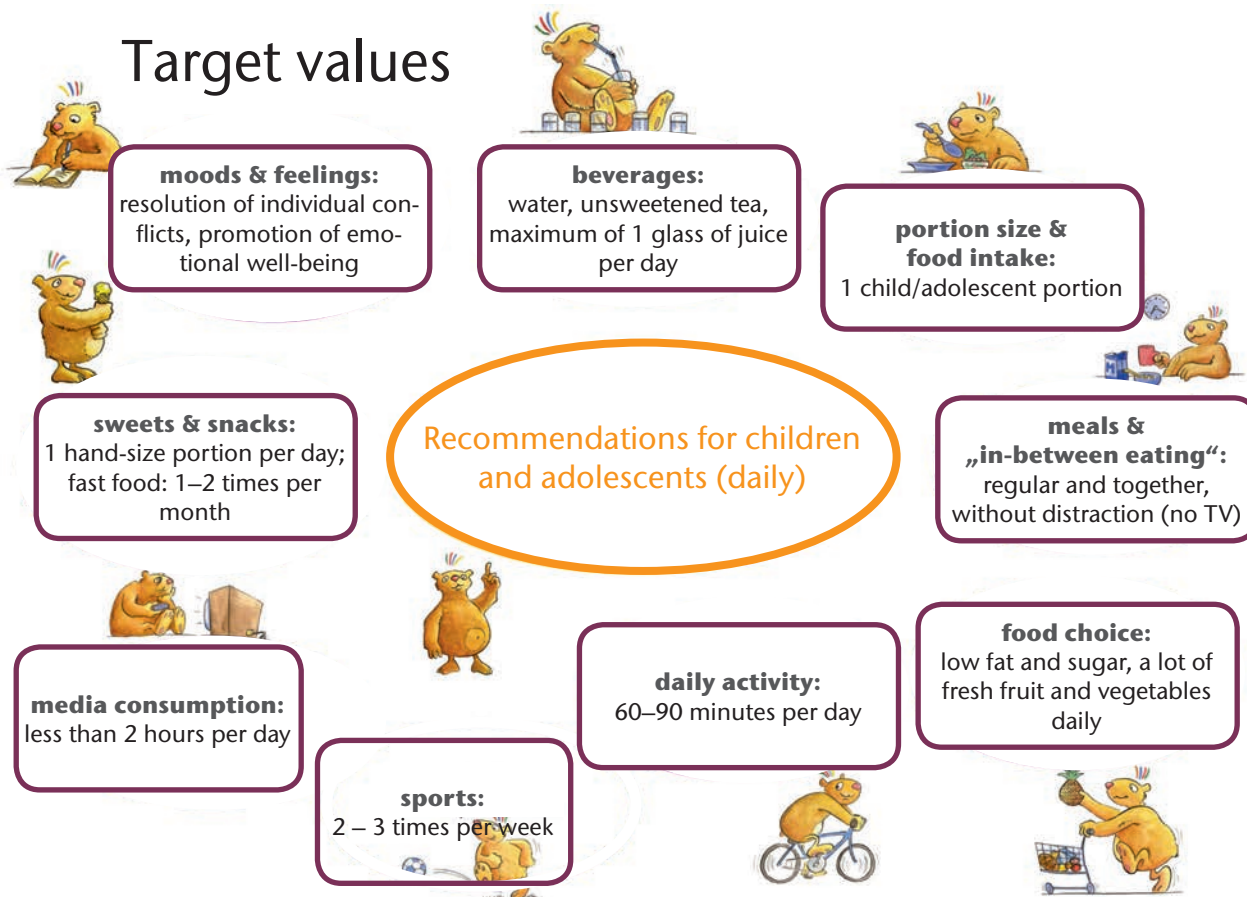 Target values
moods & feelings:
resolution of individual con-
flicts, promotion of emo-
tional well-being
beverages:
water, unsweetened tea,
maximum of 1 glass of juice
per day
portion size &
food intake:
1 child/adolescent portion
sweets & snacks:
1 hand-size portion per day;
fast food: 1–2 times per
month
Recommendations for children
and adolescents (daily)
meals &
„in-between eating“:
regular and together,
without distraction (no TV)
media consumption:
less than 2 hours per day
sports:
2 – 3 times per week
daily activity:
60–90 minutes per day
food choice:
low fat and sugar, a lot of
fresh fruit and vegetables
daily